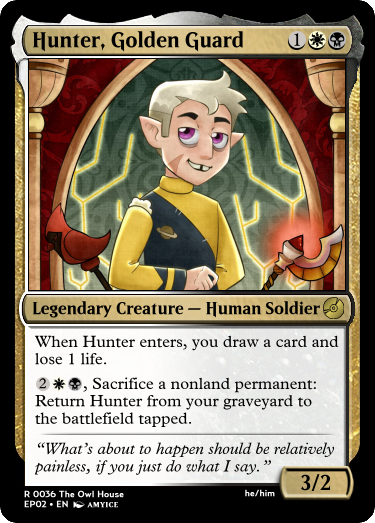 Hunter, Golden Guard 1
Legendary Creature — Human Soldier
When Hunter enters, you draw a card and
lose 1 life.
2, Sacrifice a nonland permanent:
Return Hunter from your graveyard to
the battlefield tapped.
“What’s about to happen should be relatively
painless, if you just do what I say.”
3/2
R 0036 The Owl House he/him
EP02 • EN AMYICE